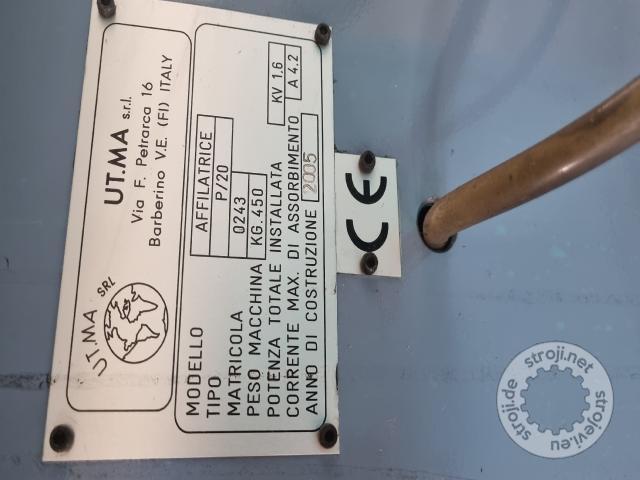 UT.MA SRL
UT.MA s.r.l.
Via F. Petrarca 16
Barberino V.E. (FI) ITALY
MODELLO AFFILATRICE
TIPO P/20
MATRICOLA 0243
PESO MACCHINA KG.450
POTENZA TOTALE INSTALLATA KV 1.6
CORRENTE MAX. DI ASSORBIMENTO A 4.2
ANNO DI COSTRUZIONE 2005
CE
stroji.net
stroji.de
strojevi.eu